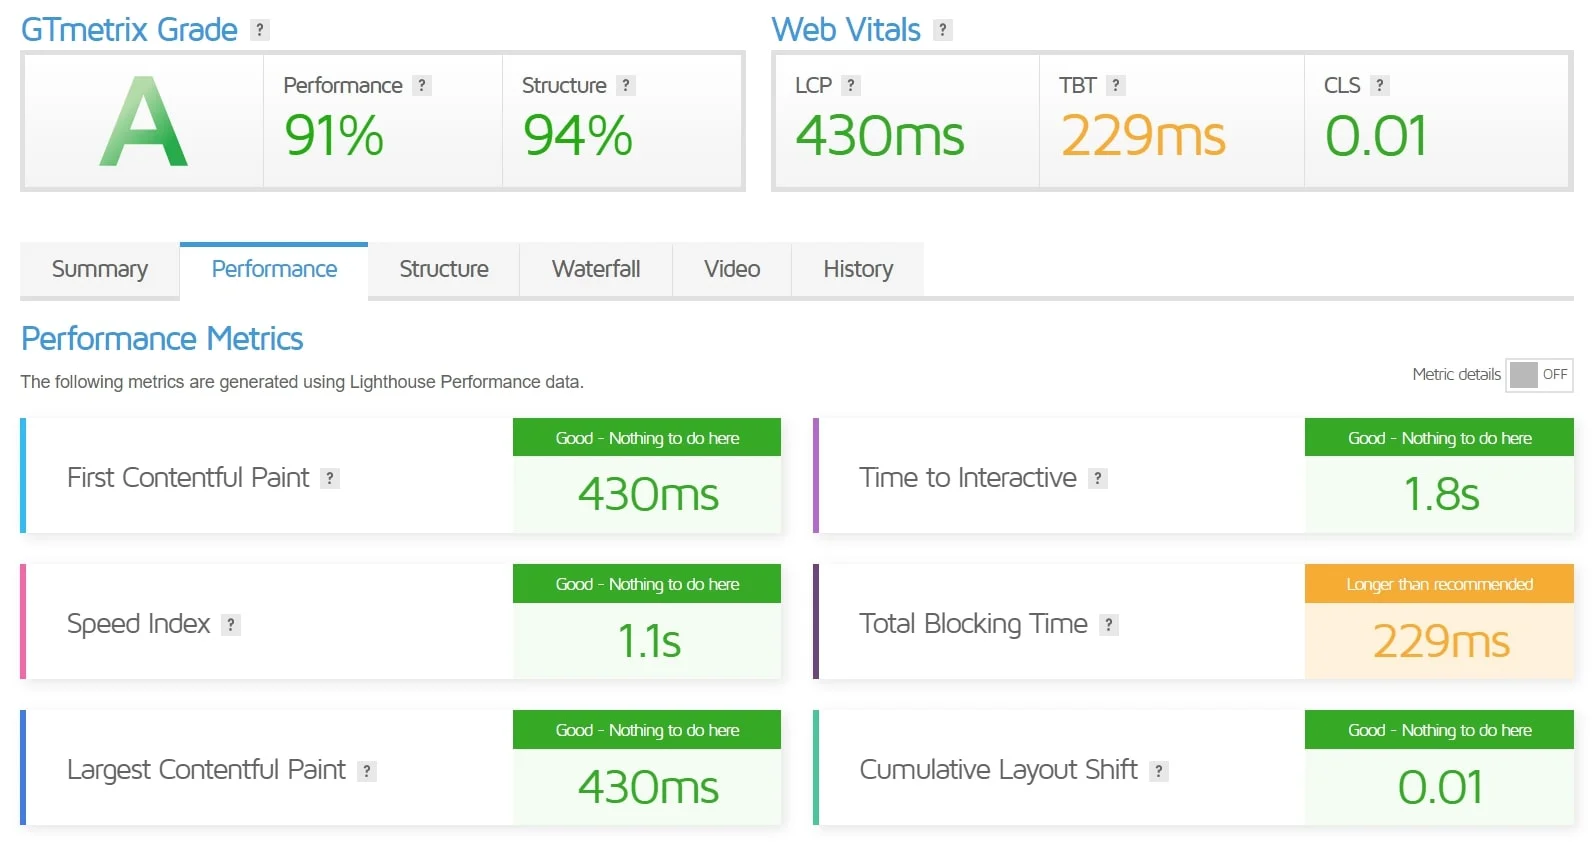 GTmetrix Grade ?
Web Vitals ?
A
Performance ?
91%
Structure ?
94%
LCP ?
430ms
TBT ?
229ms
CLS ?
0.01
Summary Performance Structure Waterfall Video History
Performance Metrics
The following metrics are generated using Lighthouse Performance data.
Metric details OFF
First Contentful Paint ?
Good - Nothing to do here
430ms
Time to Interactive ?
Good - Nothing to do here
1.8s
Speed Index ?
Good - Nothing to do here
1.1s
Total Blocking Time ?
Longer than recommended
229ms
Largest Contentful Paint ?
Good - Nothing to do here
430ms
Cumulative Layout Shift ?
Good - Nothing to do here
0.01